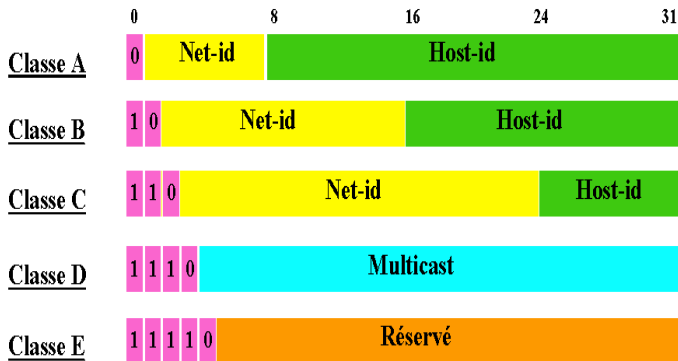 0 8 16 24 31
Classe A 0 Net-id Host-id
Classe B 1 0 Net-id Host-id
Classe C 1 1 0 Net-id Host-id
Classe D 1 1 1 0 Multicast
Classe E 1 1 1 1 0 Réservé